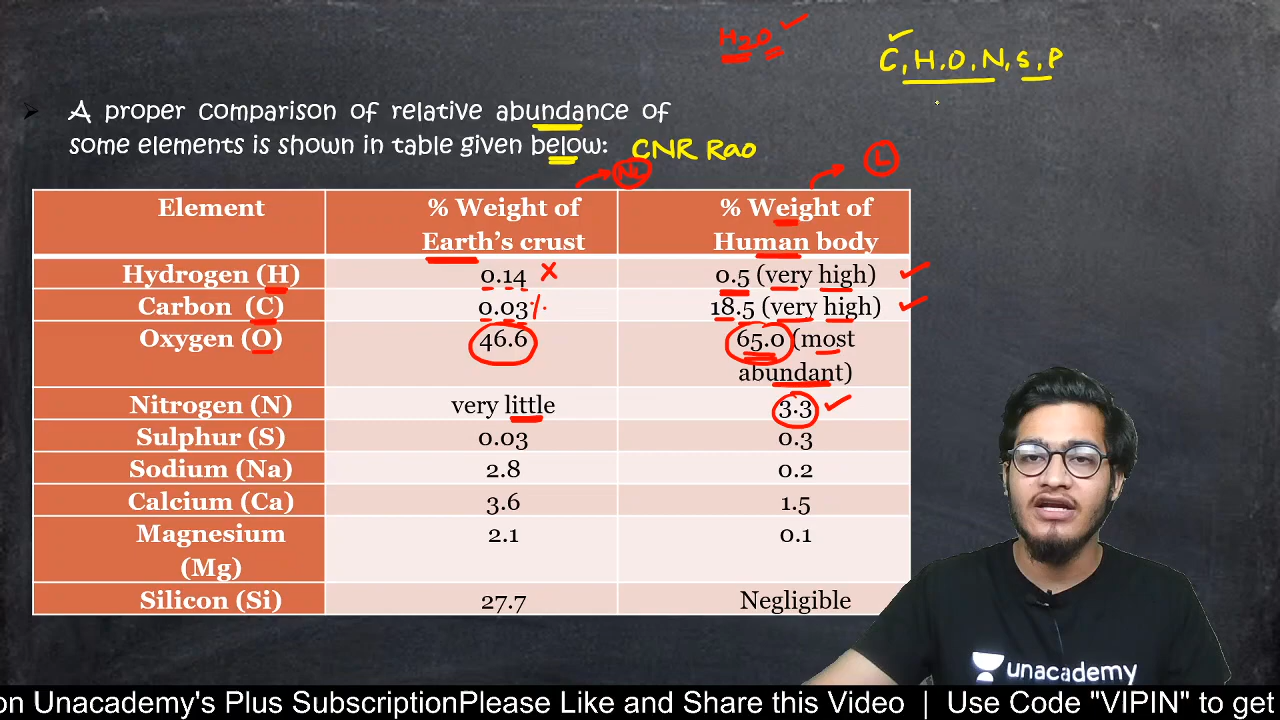 H2O
C, H, O, N, S, P
A proper comparison of relative abundance of
some elements is shown in table given below:
CNR Rao
NL
L
Element % Weight of Earth's crust % Weight of Human body
Hydrogen (H) 0.14 0.5 (very high)
Carbon (C) 0.03 18.5 (very high)
Oxygen (O) 46.6 65.0 (most abundant)
Nitrogen (N) very little 3.3
Sulphur (S) 0.03 0.3
Sodium (Na) 2.8 0.2
Calcium (Ca) 3.6 1.5
Magnesium (Mg) 2.1 0.1
Silicon (Si) 27.7 Negligible
unacademy
on Unacademy's Plus SubscriptionPlease Like and Share this Video | Use Code "VIPIN" to get